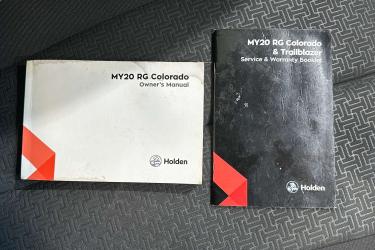 MY20 RG Colorado
Owner's Manual
Holden
MY20 RG Colorado
& Trailblazer
Service & Warranty Booklet
Holden